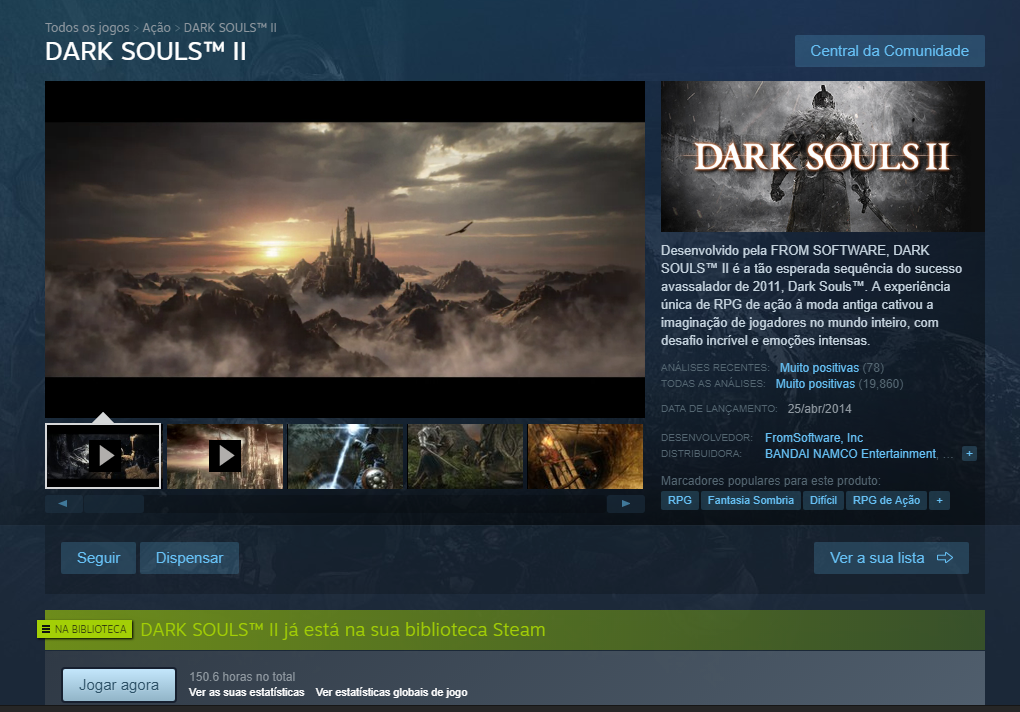 Todos os jogos > Ação > DARK SOULS™ II
DARK SOULS™ II
Central da Comunidade
DARK SOULS II
Desenvolvido pela FROM SOFTWARE, DARK
SOULS™ II é a tão esperada sequência do sucesso
avassalador de 2011, Dark Souls™. A experiência
única de RPG de ação à moda antiga cativou a
imaginação de jogadores no mundo inteiro, com
desafio incrível e emoções intensas.
ANÁLISES RECENTES: Muito positivas (78)
TODAS AS ANÁLISES: Muito positivas (19,860)
DATA DE LANÇAMENTO: 25/abr/2014
DESENVOLVEDOR: FromSoftware, Inc
DISTRIBUIDORA: BANDAI NAMCO Entertainment, ... +
Marcadores populares para este produto:
RPG Fantasia Sombria Difícil RPG de Ação +
Seguir Dispensar Ver a sua lista
NA BIBLIOTECA DARK SOULS™ II já está na sua biblioteca Steam
Jogar agora 150.6 horas no total
Ver as suas estatísticas Ver estatísticas globais de jogo